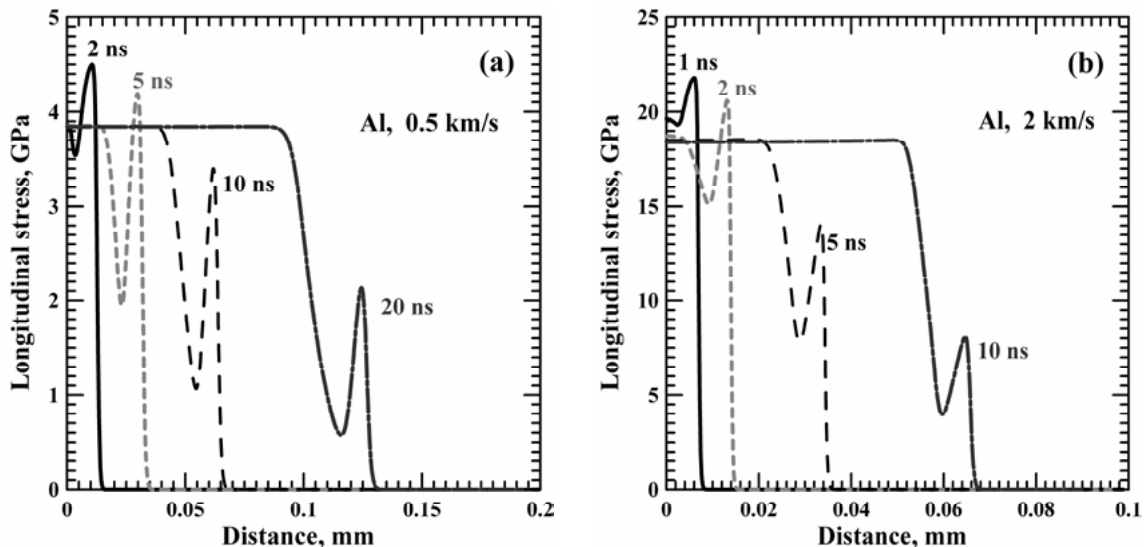 (a)
2 ns
5 ns
Al, 0.5 km/s
10 ns
20 ns
Longitudinal stress, GPa
5
4
3
2
1
0
0
0.05
0.1
0.15
0.2
Distance, mm
(b)
1 ns
2 ns
Al, 2 km/s
5 ns
10 ns
Longitudinal stress, GPa
25
20
15
10
5
0
0
0.02
0.04
0.06
0.08
0.1
Distance, mm